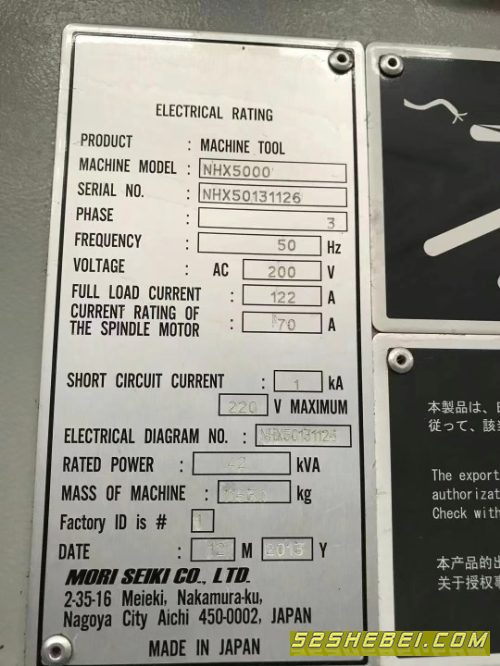 ELECTRICAL RATING
PRODUCT : MACHINE TOOL
MACHINE MODEL : NHX5000
SERIAL NO. : NHX50131126
PHASE : 3
FREQUENCY : 50 Hz
VOLTAGE : AC 200 V
FULL LOAD CURRENT : 122 A
CURRENT RATING OF
THE SPINDLE MOTOR : 70 A
SHORT CIRCUIT CURRENT : 1 kA
220 V MAXIMUM
ELECTRICAL DIAGRAM NO. :
RATED POWER : 42 kVA
MASS OF MACHINE : kg
Factory ID is # 1
DATE : 12 M 2013 Y
MORI SEIKI CO., LTD.
2-35-16 Meieki, Nakamura-ku,
Nagoya City Aichi 450-0002, JAPAN
MADE IN JAPAN
本製品は、
従って、該当
The export
authorizat
Check with
本产品的出
关于授权
52SHEBEI.COM